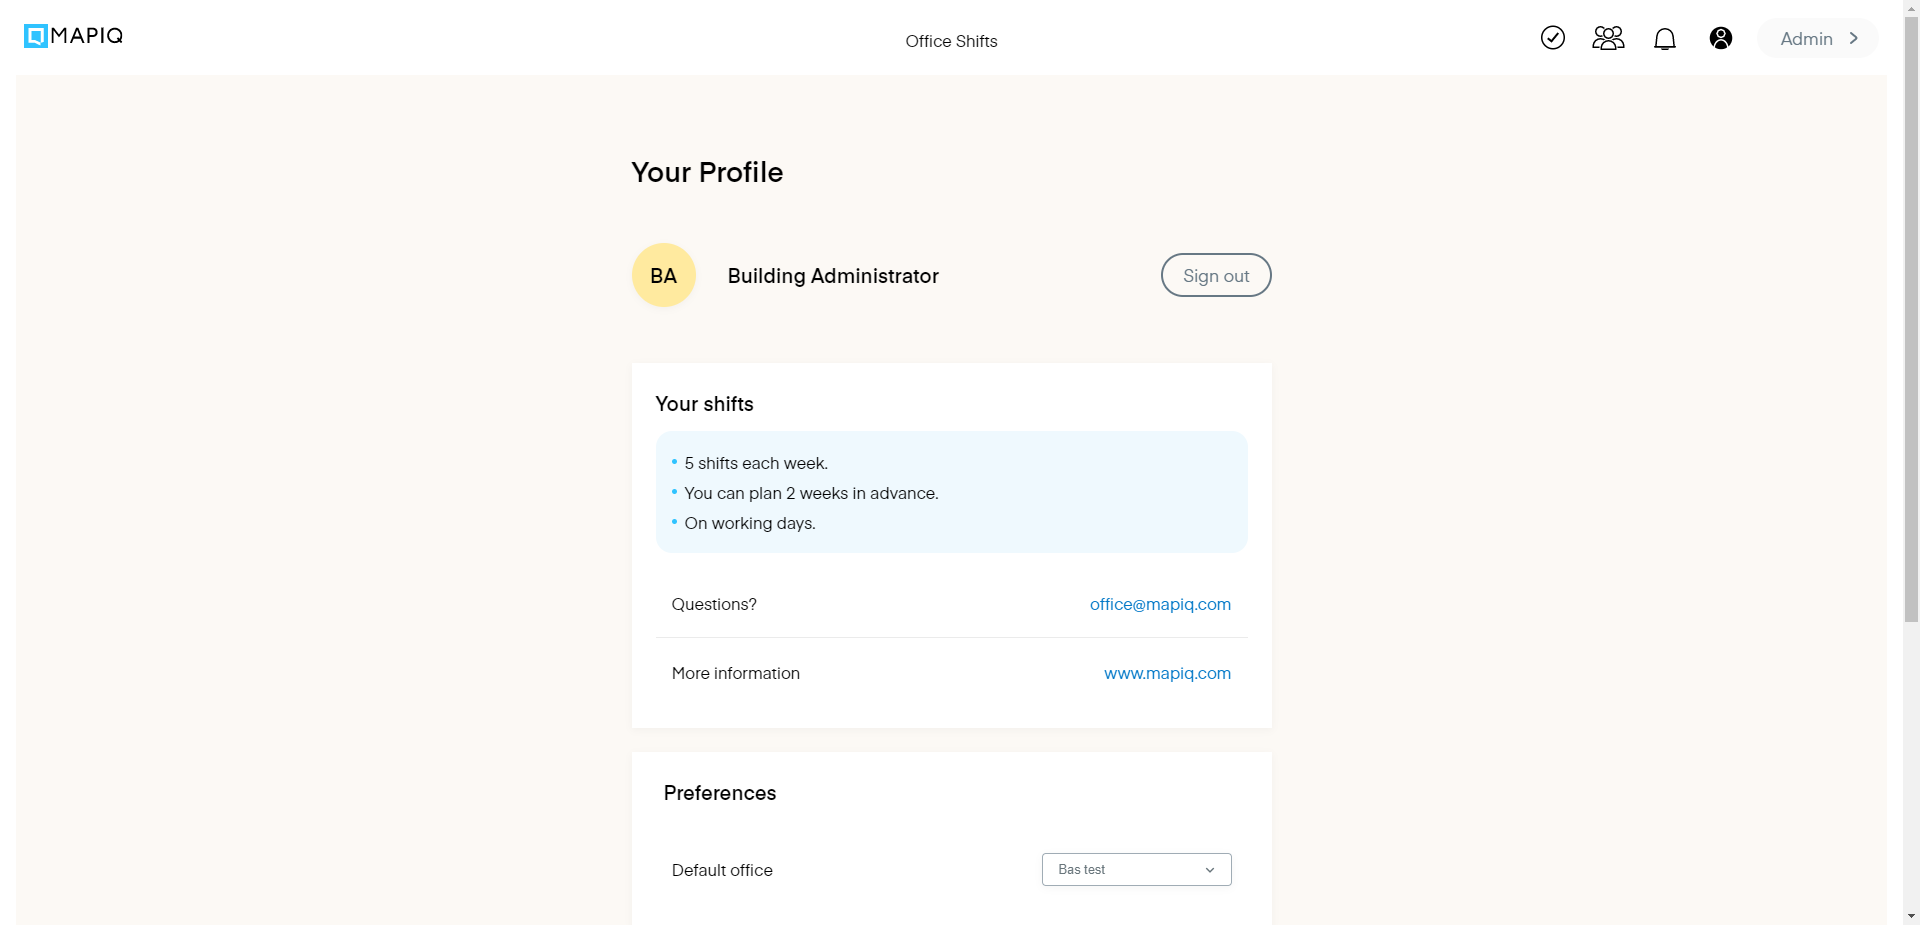 MAPIQ
Office Shifts
Admin
Your Profile
BA
Building Administrator
Sign out
Your shifts
5 shifts each week.
You can plan 2 weeks in advance.
On working days.
Questions?
office@mapiq.com
More information
www.mapiq.com
Preferences
Default office
Bas test